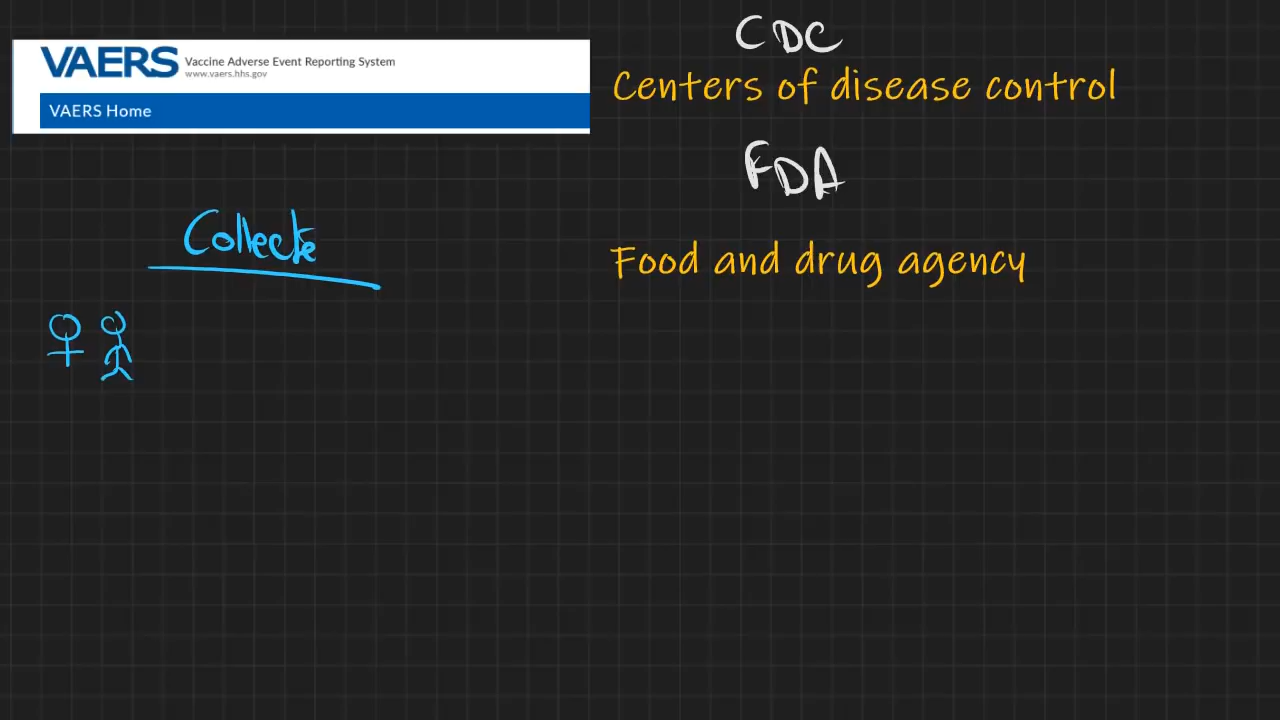 VAERS Vaccine Adverse Event Reporting System
www.vaers.hhs.gov
VAERS Home
CDC
Centers of disease control
FDA
Food and drug agency
Collects